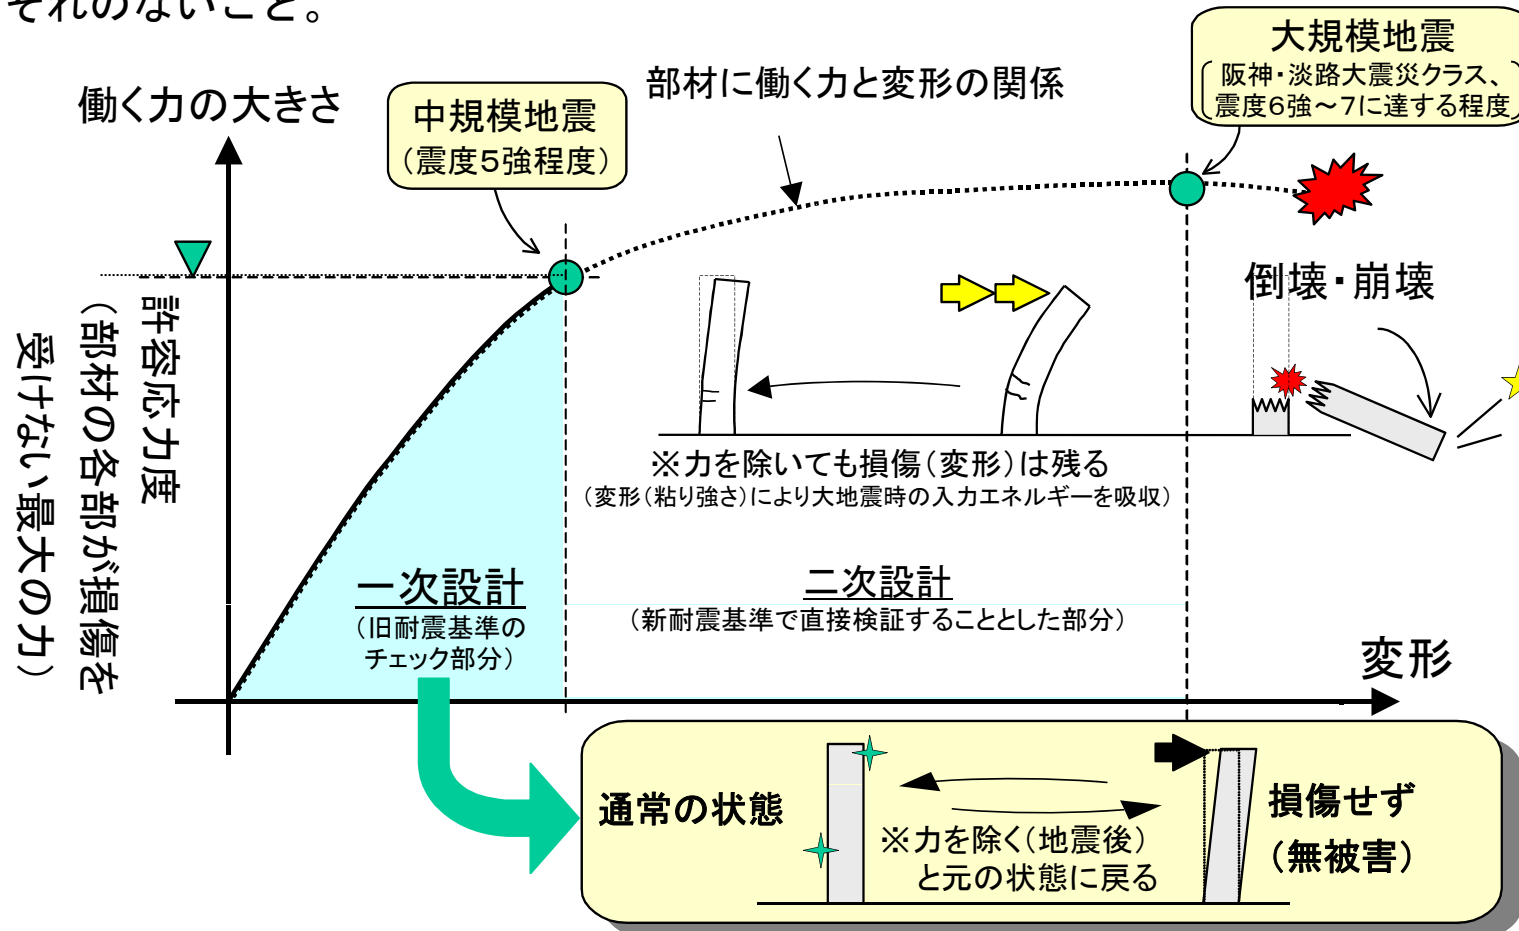 それのないこと。
大規模地震
阪神・淡路大震災クラス、
震度6強～7に達する程度
部材に働く力と変形の関係
働く力の大きさ
中規模地震
（震度5強程度）
倒壊・崩壊
許容応力度
（部材の各部が損傷を
受けない最大の力）
※力を除いても損傷（変形）は残る
（変形（粘り強さ）により大地震時の入力エネルギーを吸収）
一次設計
（旧耐震基準の
チェック部分）
二次設計
（新耐震基準で直接検証することとした部分）
変形
通常の状態
※力を除く（地震後）
と元の状態に戻る
損傷せず
（無被害）